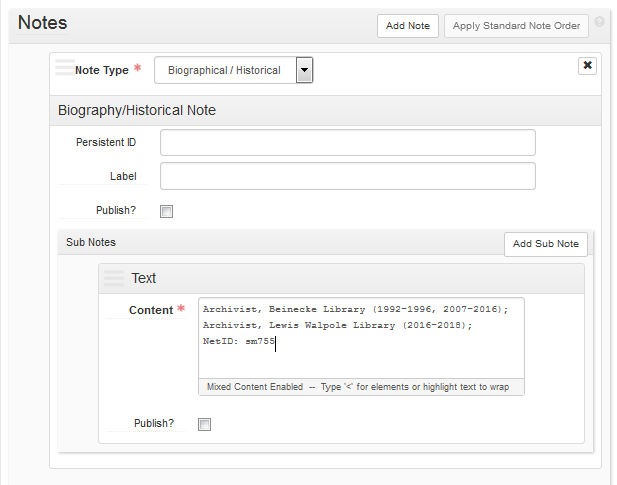 Notes
Add Note
Apply Standard Note Order
?
Note Type *
Biographical / Historical
Biography/Historical Note
Persistent ID
Label
Publish?
Sub Notes
Add Sub Note
Text
Content *
Archivist, Beinecke Library (1992-1996, 2007-2016);
Archivist, Lewis Walpole Library (2016-2018);
NetID: sm755
Mixed Content Enabled -- Type '<' for elements or highlight text to wrap
Publish?